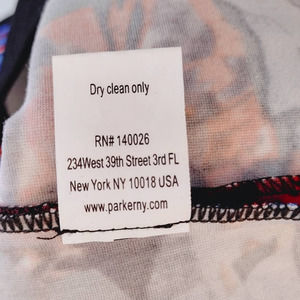 Dry clean only
RN# 140026
234West 39th Street 3rd FL
New York NY 10018 USA
www.parkerny.com